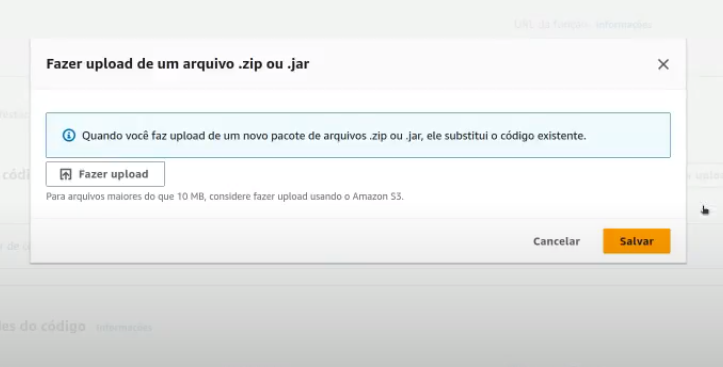 URL da função informações
Fazer upload de um arquivo .zip ou .jar
Quando você faz upload de um novo pacote de arquivos .zip ou .jar, ele substitui o código existente.
Fazer upload
Para arquivos maiores do que 10 MB, considere fazer upload usando o Amazon S3.
Cancelar
Salvar
des do código informações